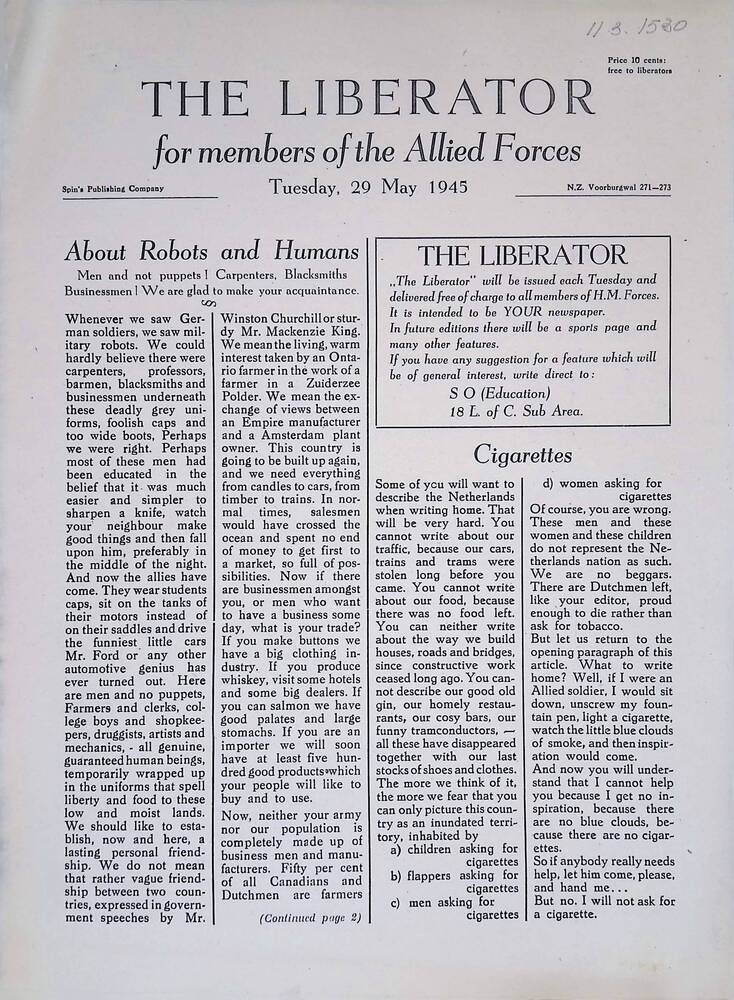 11 3. 1530
Price 10 cents:
free to liberators
THE LIBERATOR
for members of the Allied Forces
Spin's Publishing Company
Tuesday, 29 May 1945
N.Z. Voorburgwal 271—273
About Robots and Humans
Men and not puppets! Carpenters, Blacksmiths
Businessmen! We are glad to make your acquaintance.
Whenever we saw Ger-
man soldiers, we saw mil-
itary robots. We could
hardly believe there were
carpenters, professors,
barmen, blacksmiths and
businessmen underneath
these deadly grey uni-
forms, foolish caps and
too wide boots, Perhaps
we were right. Perhaps
most of these men had
been educated in the
belief that it was much
easier and simpler to
sharpen a knife, watch
your neighbour make
good things and then fall
upon him, preferably in
the middle of the night.
And now the allies have
come. They wear students
caps, sit on the tanks of
their motors instead of
on their saddles and drive
the funniest little cars
Mr. Ford or any other
automotive genius has
ever turned out. Here
are men and no puppets,
Farmers and clerks, col-
lege boys and shopkee-
pers, druggists, artists and
mechanics, - all genuine,
guaranteed human beings,
temporarily wrapped up
in the uniforms that spell
liberty and food to these
low and moist lands.
We should like to esta-
blish, now and here, a
lasting personal friend-
ship. We do not mean
that rather vague friend-
ship between two coun-
tries, expressed in govern-
ment speeches by Mr.
Winston Churchill or stur-
dy Mr. Mackenzie King.
We mean the living, warm
interest taken by an Onta-
rio farmer in the work of a
farmer in a Zuiderzee
Polder. We mean the ex-
change of views between
an Empire manufacturer
and a Amsterdam plant
owner. This country is
going to be built up again,
and we need everything
from candles to cars, from
timber to trains. In nor-
mal times, salesmen
would have crossed the
ocean and spent no end
of money to get first to
a market, so full of pos-
sibilities. Now if there
are businessmen amongst
you, or men who want
to have a business some
day, what is your trade?
If you make buttons we
have a big clothing in-
dustry. If you produce
whiskey, visit some hotels
and some big dealers. If
you can salmon we have
good palates and large
stomachs. If you are an
importer we will soon
have at least five hun-
dred good products which
your people will like to
buy and to use.
Now, neither your army
nor our population is
completely made up of
business men and manu-
facturers. Fifty per cent
of all Canadians and
Dutchmen are farmers
(Continued page 2)
THE LIBERATOR
„The Liberator" will be issued each Tuesday and
delivered free of charge to all members of H.M. Forces.
It is intended to be YOUR newspaper.
In future editions there will be a sports page and
many other features.
If you have any suggestion for a feature which will
be of general interest, write direct to:
S O (Education)
18 L. of C. Sub Area.
Cigarettes
Some of you will want to
describe the Netherlands
when writing home. That
will be very hard. You
cannot write about our
traffic, because our cars,
trains and trams were
stolen long before you
came. You cannot write
about our food, because
there was no food left.
You can neither write
about the way we build
houses, roads and bridges,
since constructive work
ceased long ago. You can-
not describe our good old
gin, our homely restau-
rants, our cosy bars, our
funny tramconductors, —
all these have disappeared
together with our last
stocks of shoes and clothes.
The more we think of it,
the more we fear that you
can only picture this coun-
try as an inundated terri-
tory, inhabited by
a) children asking for
cigarettes
b) flappers asking for
cigarettes
c) men asking for
cigarettes
d) women asking for
cigarettes
Of course, you are wrong.
These men and these
women and these children
do not represent the Ne-
therlands nation as such.
We are no beggars.
There are Dutchmen left,
like your editor, proud
enough to die rather than
ask for tobacco.
But let us return to the
opening paragraph of this
article. What to write
home? Well, if I were an
Allied soldier, I would sit
down, unscrew my foun-
tain pen, light a cigarette,
watch the little blue clouds
of smoke, and then inspir-
ation would come.
And now you will under-
stand that I cannot help
you because I get no in-
spiration, because there
are no blue clouds, be-
cause there are no cigar-
ettes.
So if anybody really needs
help, let him come, please,
and hand me...
But no. I will not ask for
a cigarette.